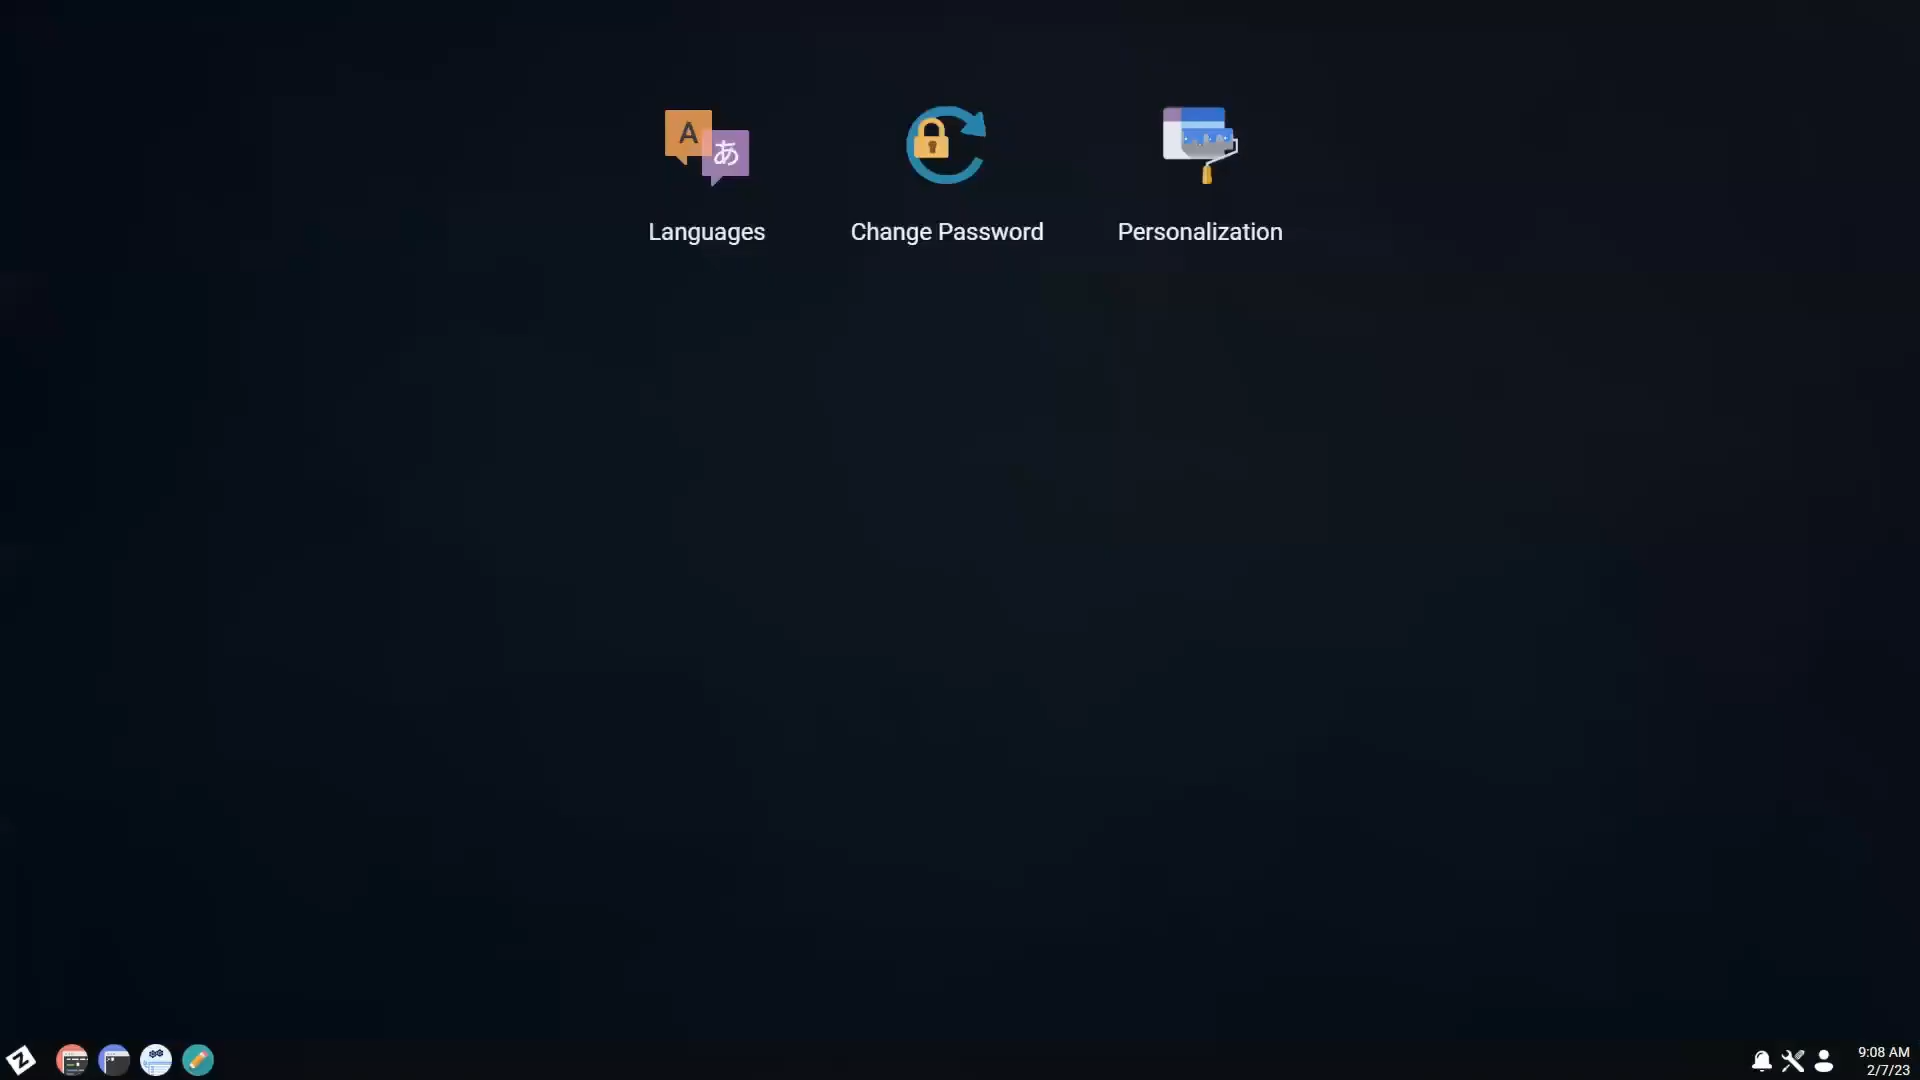 A あ
Languages
Change Password
Personalization
Z
9:08 AM
2/7/23